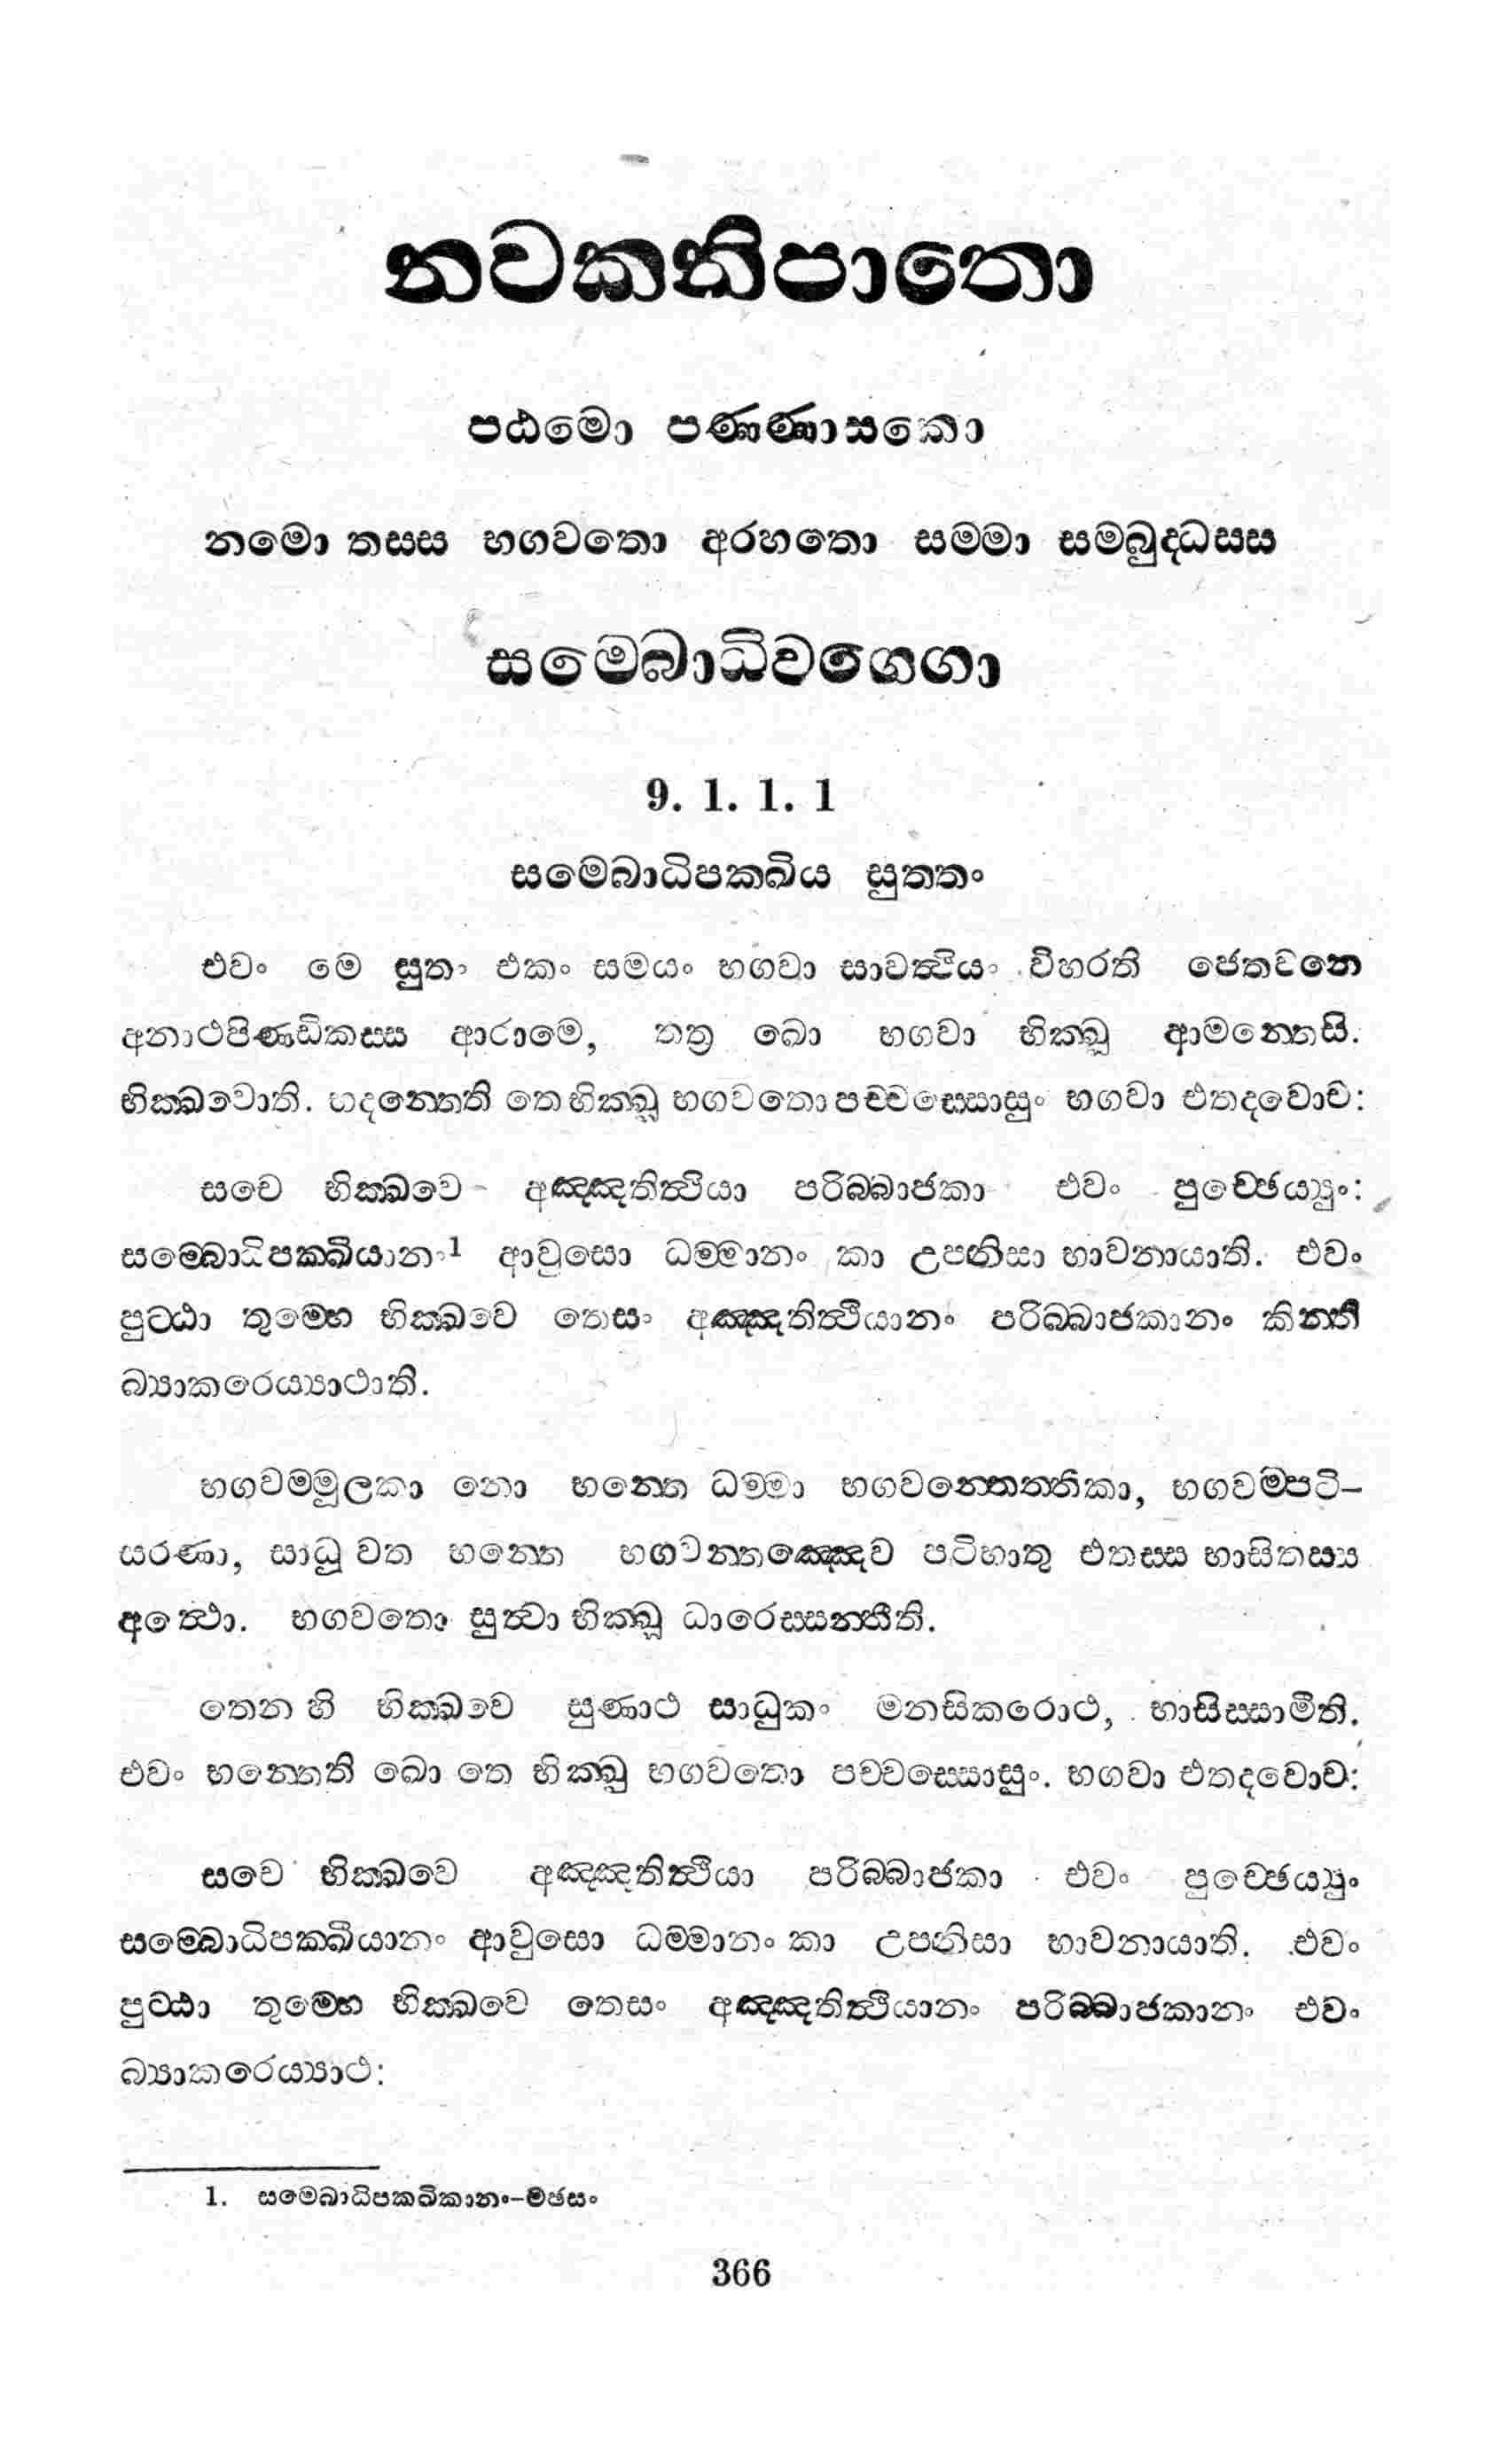 නවකනිපාතො
පඨමො පණ්ණාසකො
නමො තස්ස භගවතො අරහතො සම්මා සම්බුද්ධස්ස
සම්බොධිවග්ගො
9. 1. 1. 1
සම්බොධිපක්ඛිය සුත්තං
එවං මෙ සුතං එකං සමයං භගවා සාවත්ථියං විහරති ජෙතවනෙ
අනාථපිණ්ඩිකස්ස ආරාමෙ, තත්‍ර ඛො භගවා භික්ඛූ ආමන්තෙසි.
භික්ඛවොති. භදන්තෙති තෙ භික්ඛූ භගවතො පච්චස්සොසුං භගවා එතදවොච:
සචෙ භික්ඛවෙ අඤ්ඤතිත්ථියා පරිබ්බාජකා එවං පුච්ඡෙය්‍යුං:
සම්බොධිපක්ඛියානං1 ආවුසො ධම්මානං කා උපනිසා භාවනායාති. එවං
පුට්ඨා තුම්හෙ භික්ඛවෙ තෙසං අඤ්ඤතිත්ථියානං පරිබ්බාජකානං කින්ති
බ්‍යාකරෙය්‍යාථාති.
භගවම්මූලකා නො භන්තෙ ධම්මා භගවන්නෙත්තිකා, භගවම්පටි-
සරණා, සාධූ වත භන්තෙ භගවන්තඤ්ඤෙව පටිභාතු එතස්ස භාසිතස්‍ය
අත්ථො. භගවතො සුත්වා භික්ඛූ ධාරෙස්සන්තීති.
තෙන හි භික්ඛවෙ සුණාථ සාධුකං මනසිකරොථ, භාසිස්සාමීති.
එවං භන්තෙති ඛො තෙ භික්ඛු භගවතො පච්චස්සොසුං. භගවා එතදවොච:
සචෙ භික්ඛවෙ අඤ්ඤතිත්ථියා පරිබ්බාජකා එවං පුච්ඡෙය්‍යුං
සම්බොධිපක්ඛියානං ආවුසො ධම්මානං කා උපනිසා භාවනායාති. එවං
පුට්ඨා තුම්හෙ භික්ඛවෙ තෙසං අඤ්ඤතිත්ථියානං පරිබ්බාජකානං එවං
බ්‍යාකරෙය්‍යාථ:
1. සම්බොධිපක්ඛිකානං-මඡසං
366